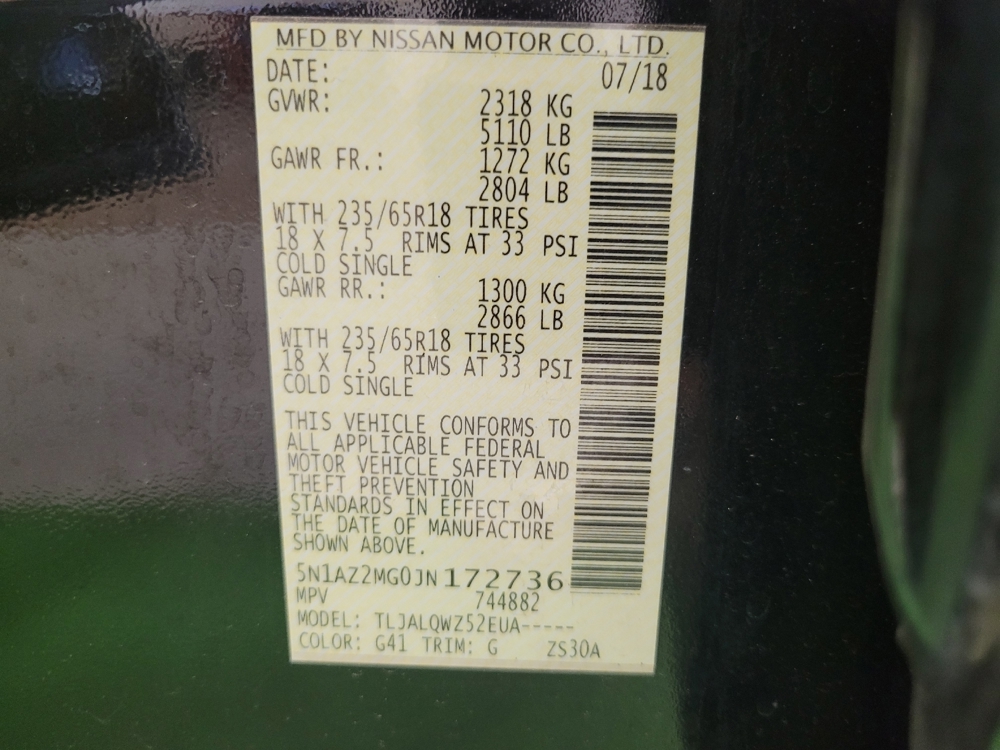 MFD BY NISSAN MOTOR CO., LTD.
DATE: 07/18
GVWR: 2318 KG
5110 LB
GAWR FR.: 1272 KG
2804 LB
WITH 235/65R18 TIRES
18 X 7.5 RIMS AT 33 PSI
COLD SINGLE
GAWR RR.: 1300 KG
2866 LB
WITH 235/65R18 TIRES
18 X 7.5 RIMS AT 33 PSI
COLD SINGLE
THIS VEHICLE CONFORMS TO
ALL APPLICABLE FEDERAL
MOTOR VEHICLE SAFETY AND
THEFT PREVENTION
STANDARDS IN EFFECT ON
THE DATE OF MANUFACTURE
SHOWN ABOVE.
5N1AZ2MG0JN172736
MPV 744882
MODEL: TLJALQWZ52EUA-----
COLOR: G41 TRIM: G ZS30A